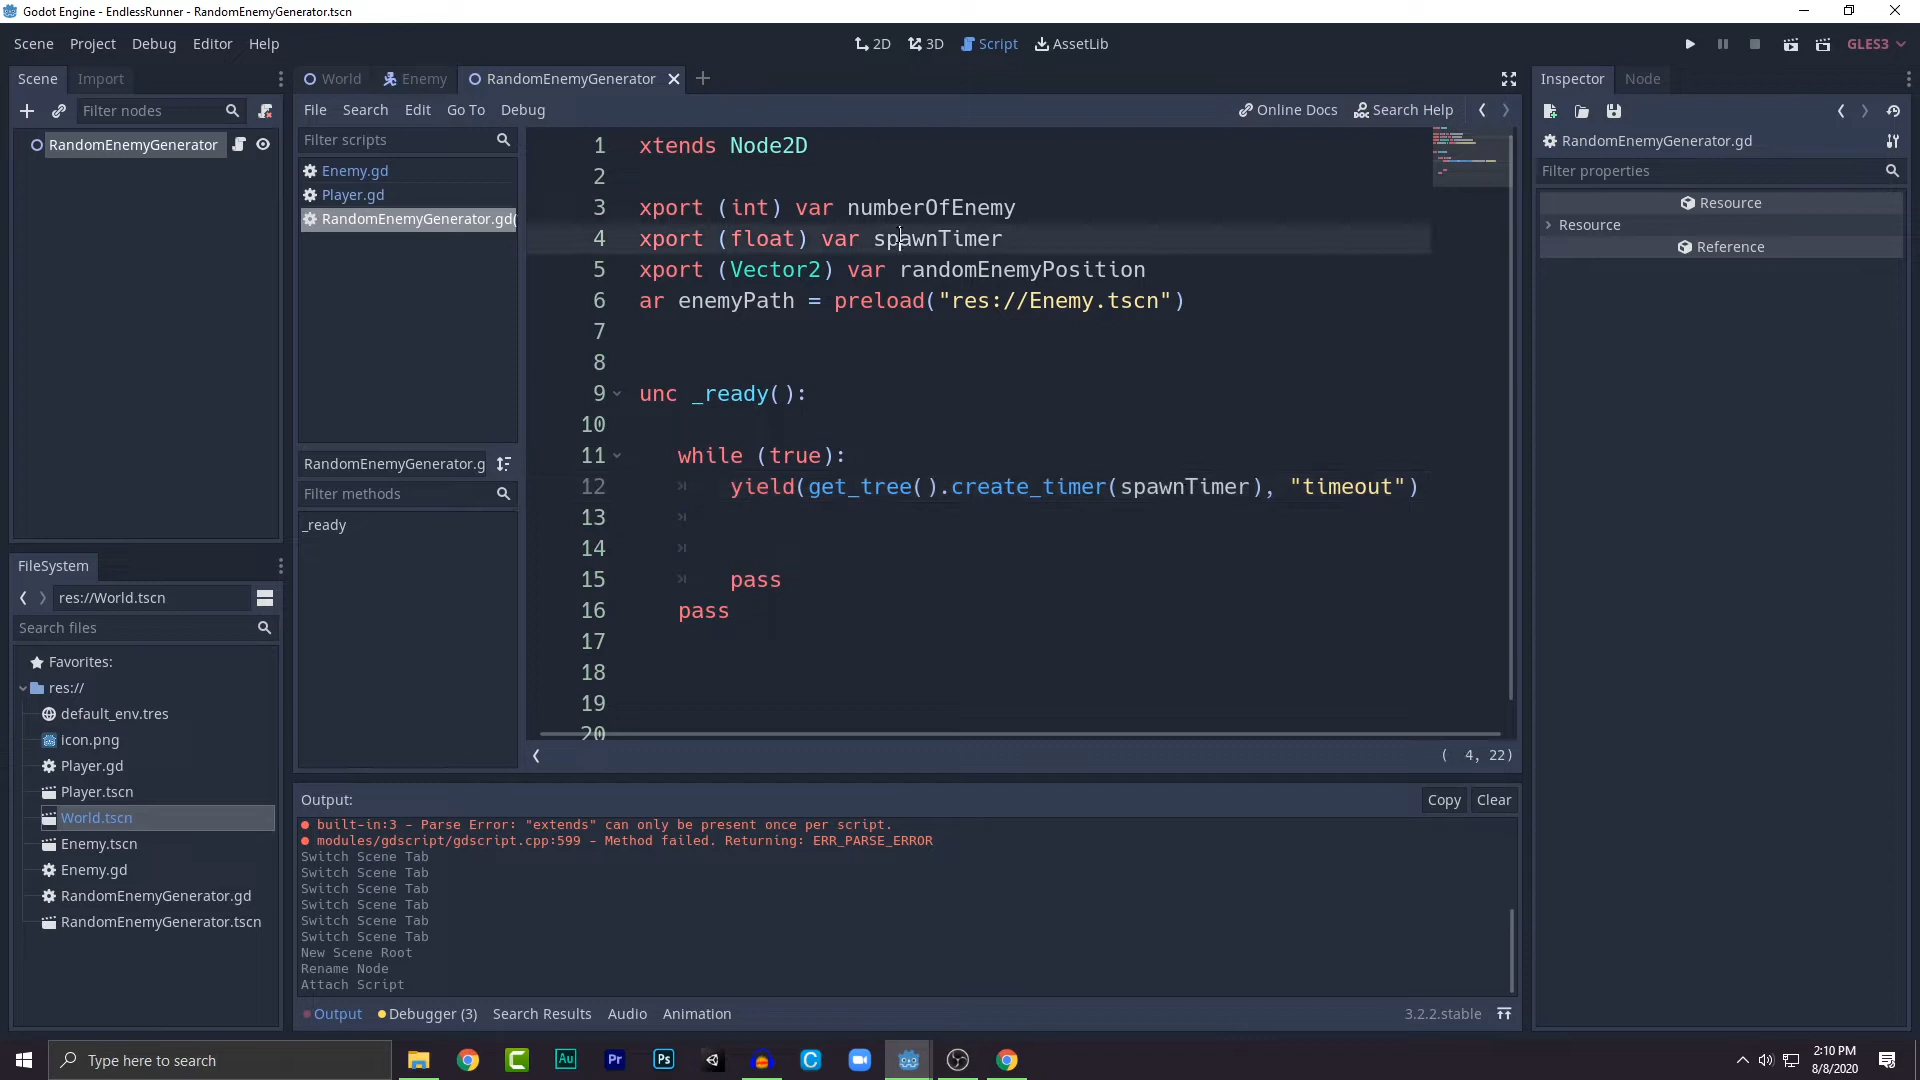 Godot Engine - EndlessRunner - RandomEnemyGenerator.tscn
Scene Project Debug Editor Help
2D 3D Script AssetLib
GLES3
Scene Import
Filter nodes
RandomEnemyGenerator
World Enemy RandomEnemyGenerator
File Search Edit Go To Debug
Online Docs Search Help
Filter scripts
Enemy.gd
Player.gd
RandomEnemyGenerator.gd(
RandomEnemyGenerator.g
Filter methods
_ready
1 xtends Node2D
2
3 xport (int) var numberOfEnemy
4 xport (float) var spawnTimer
5 xport (Vector2) var randomEnemyPosition
6 ar enemyPath = preload("res://Enemy.tscn")
7
8
9 unc _ready():
10
11 while (true):
12 yield(get_tree().create_timer(spawnTimer), "timeout")
13
14
15 pass
16 pass
17
18
19
20
( 4, 22)
Inspector Node
RandomEnemyGenerator.gd
Filter properties
Resource
Resource
Reference
FileSystem
res://World.tscn
Search files
Favorites:
res://
default_env.tres
icon.png
Player.gd
Player.tscn
World.tscn
Enemy.tscn
Enemy.gd
RandomEnemyGenerator.gd
RandomEnemyGenerator.tscn
Output:
Copy Clear
built-in:3 - Parse Error: "extends" can only be present once per script.
modules/gdscript/gdscript.cpp:599 - Method failed. Returning: ERR_PARSE_ERROR
Switch Scene Tab
Switch Scene Tab
Switch Scene Tab
Switch Scene Tab
Switch Scene Tab
Switch Scene Tab
New Scene Root
Rename Node
Attach Script
Output Debugger (3) Search Results Audio Animation
3.2.2.stable
Type here to search
Au
Pr
Ps
2:10 PM
8/8/2020